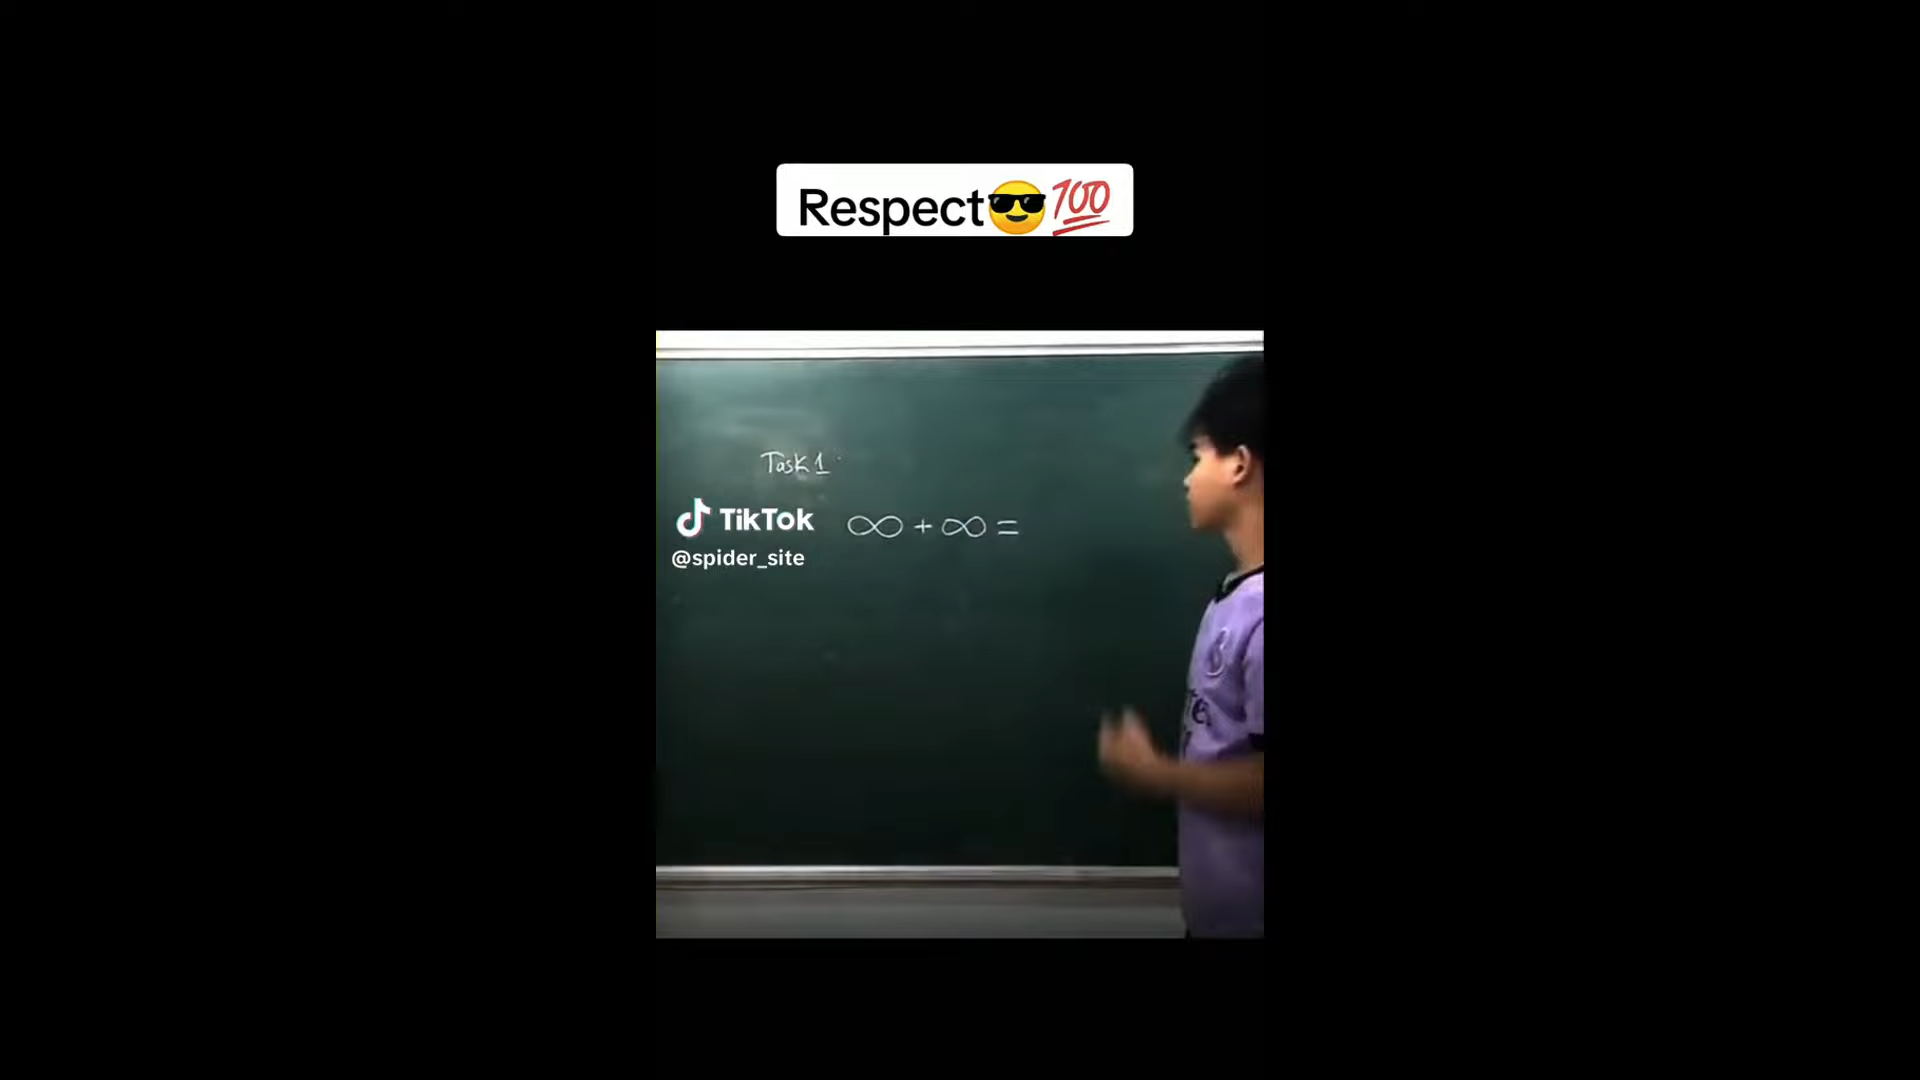 Respect😎💯
Task 1
TikTok
∞ + ∞ =
@spider_site